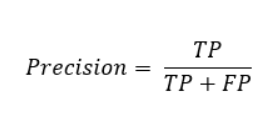 Precision = TP / TP + FP